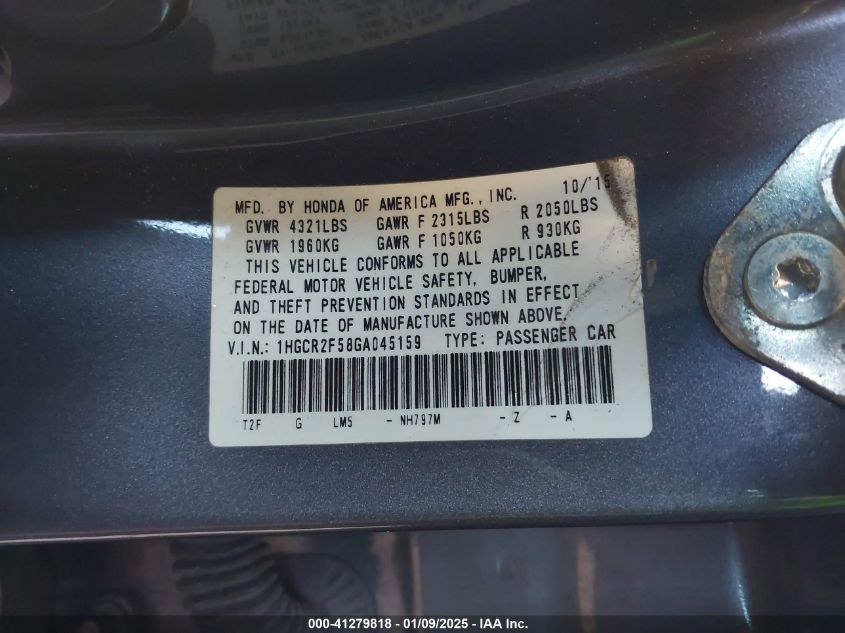 MFD. BY HONDA OF AMERICA MFG., INC. 10/'15
GVWR 4321LBS GAWR F 2315LBS R 2050LBS
GVWR 1960KG GAWR F 1050KG R 930KG
THIS VEHICLE CONFORMS TO ALL APPLICABLE
FEDERAL MOTOR VEHICLE SAFETY, BUMPER,
AND THEFT PREVENTION STANDARDS IN EFFECT
ON THE DATE OF MANUFACTURE SHOWN ABOVE.
V.I.N.: 1HGCR2F58GA045159 TYPE: PASSENGER CAR
T2F G LM5 - NH797M - Z - A
000-41279818 - 01/09/2025 - IAA Inc.